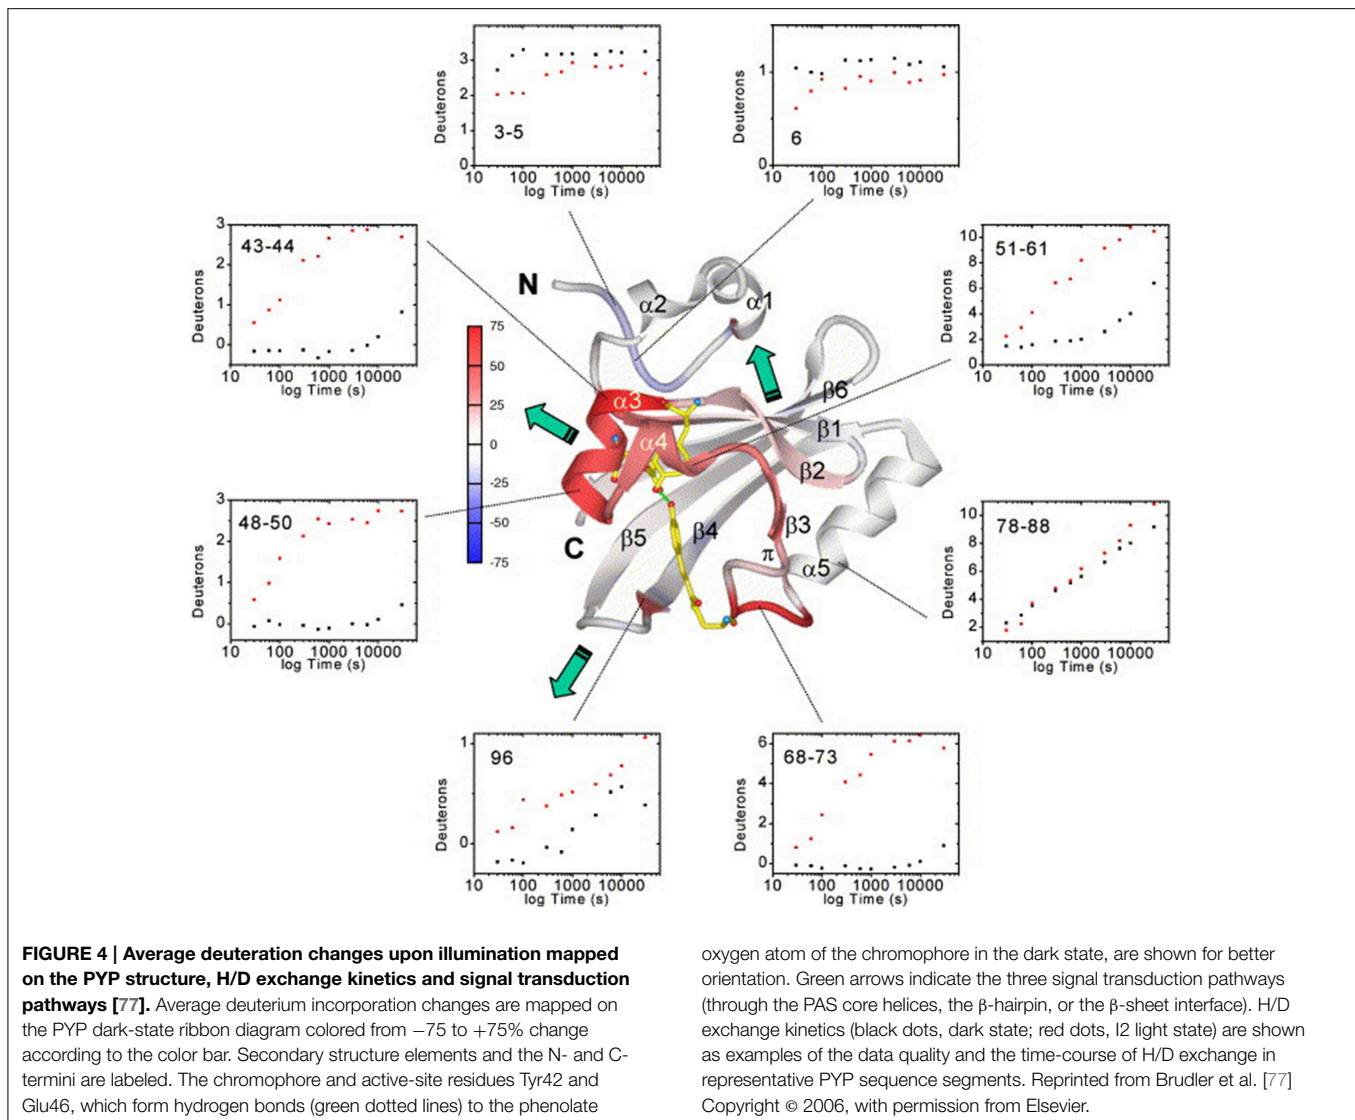 Deuterons
3
2
1
0
3-5
10
100
1000
10000
log Time (s)
Deuterons
1
0
6
10
100
1000
10000
log Time (s)
Deuterons
3
2
1
0
43-44
10
100
1000
10000
log Time (s)
Deuterons
10
8
6
4
2
0
51-61
10
100
1000
10000
log Time (s)
N
α2
α1
75
50
25
0
-25
-50
-75
α3
α4
β6
β1
β2
β3
β4
β5
π
α5
C
Deuterons
3
2
1
0
48-50
10
100
1000
10000
log Time (s)
Deuterons
10
8
6
4
2
78-88
10
100
1000
10000
log Time (s)
Deuterons
1
0
96
10
100
1000
10000
log Time (s)
Deuterons
6
4
2
0
68-73
10
100
1000
10000
log Time (s)
FIGURE 4 | Average deuteration changes upon illumination mapped
on the PYP structure, H/D exchange kinetics and signal transduction
pathways [77]. Average deuterium incorporation changes are mapped on
the PYP dark-state ribbon diagram colored from −75 to +75% change
according to the color bar. Secondary structure elements and the N- and C-
termini are labeled. The chromophore and active-site residues Tyr42 and
Glu46, which form hydrogen bonds (green dotted lines) to the phenolate
oxygen atom of the chromophore in the dark state, are shown for better
orientation. Green arrows indicate the three signal transduction pathways
(through the PAS core helices, the β-hairpin, or the β-sheet interface). H/D
exchange kinetics (black dots, dark state; red dots, I2 light state) are shown
as examples of the data quality and the time-course of H/D exchange in
representative PYP sequence segments. Reprinted from Brudler et al. [77]
Copyright © 2006, with permission from Elsevier.